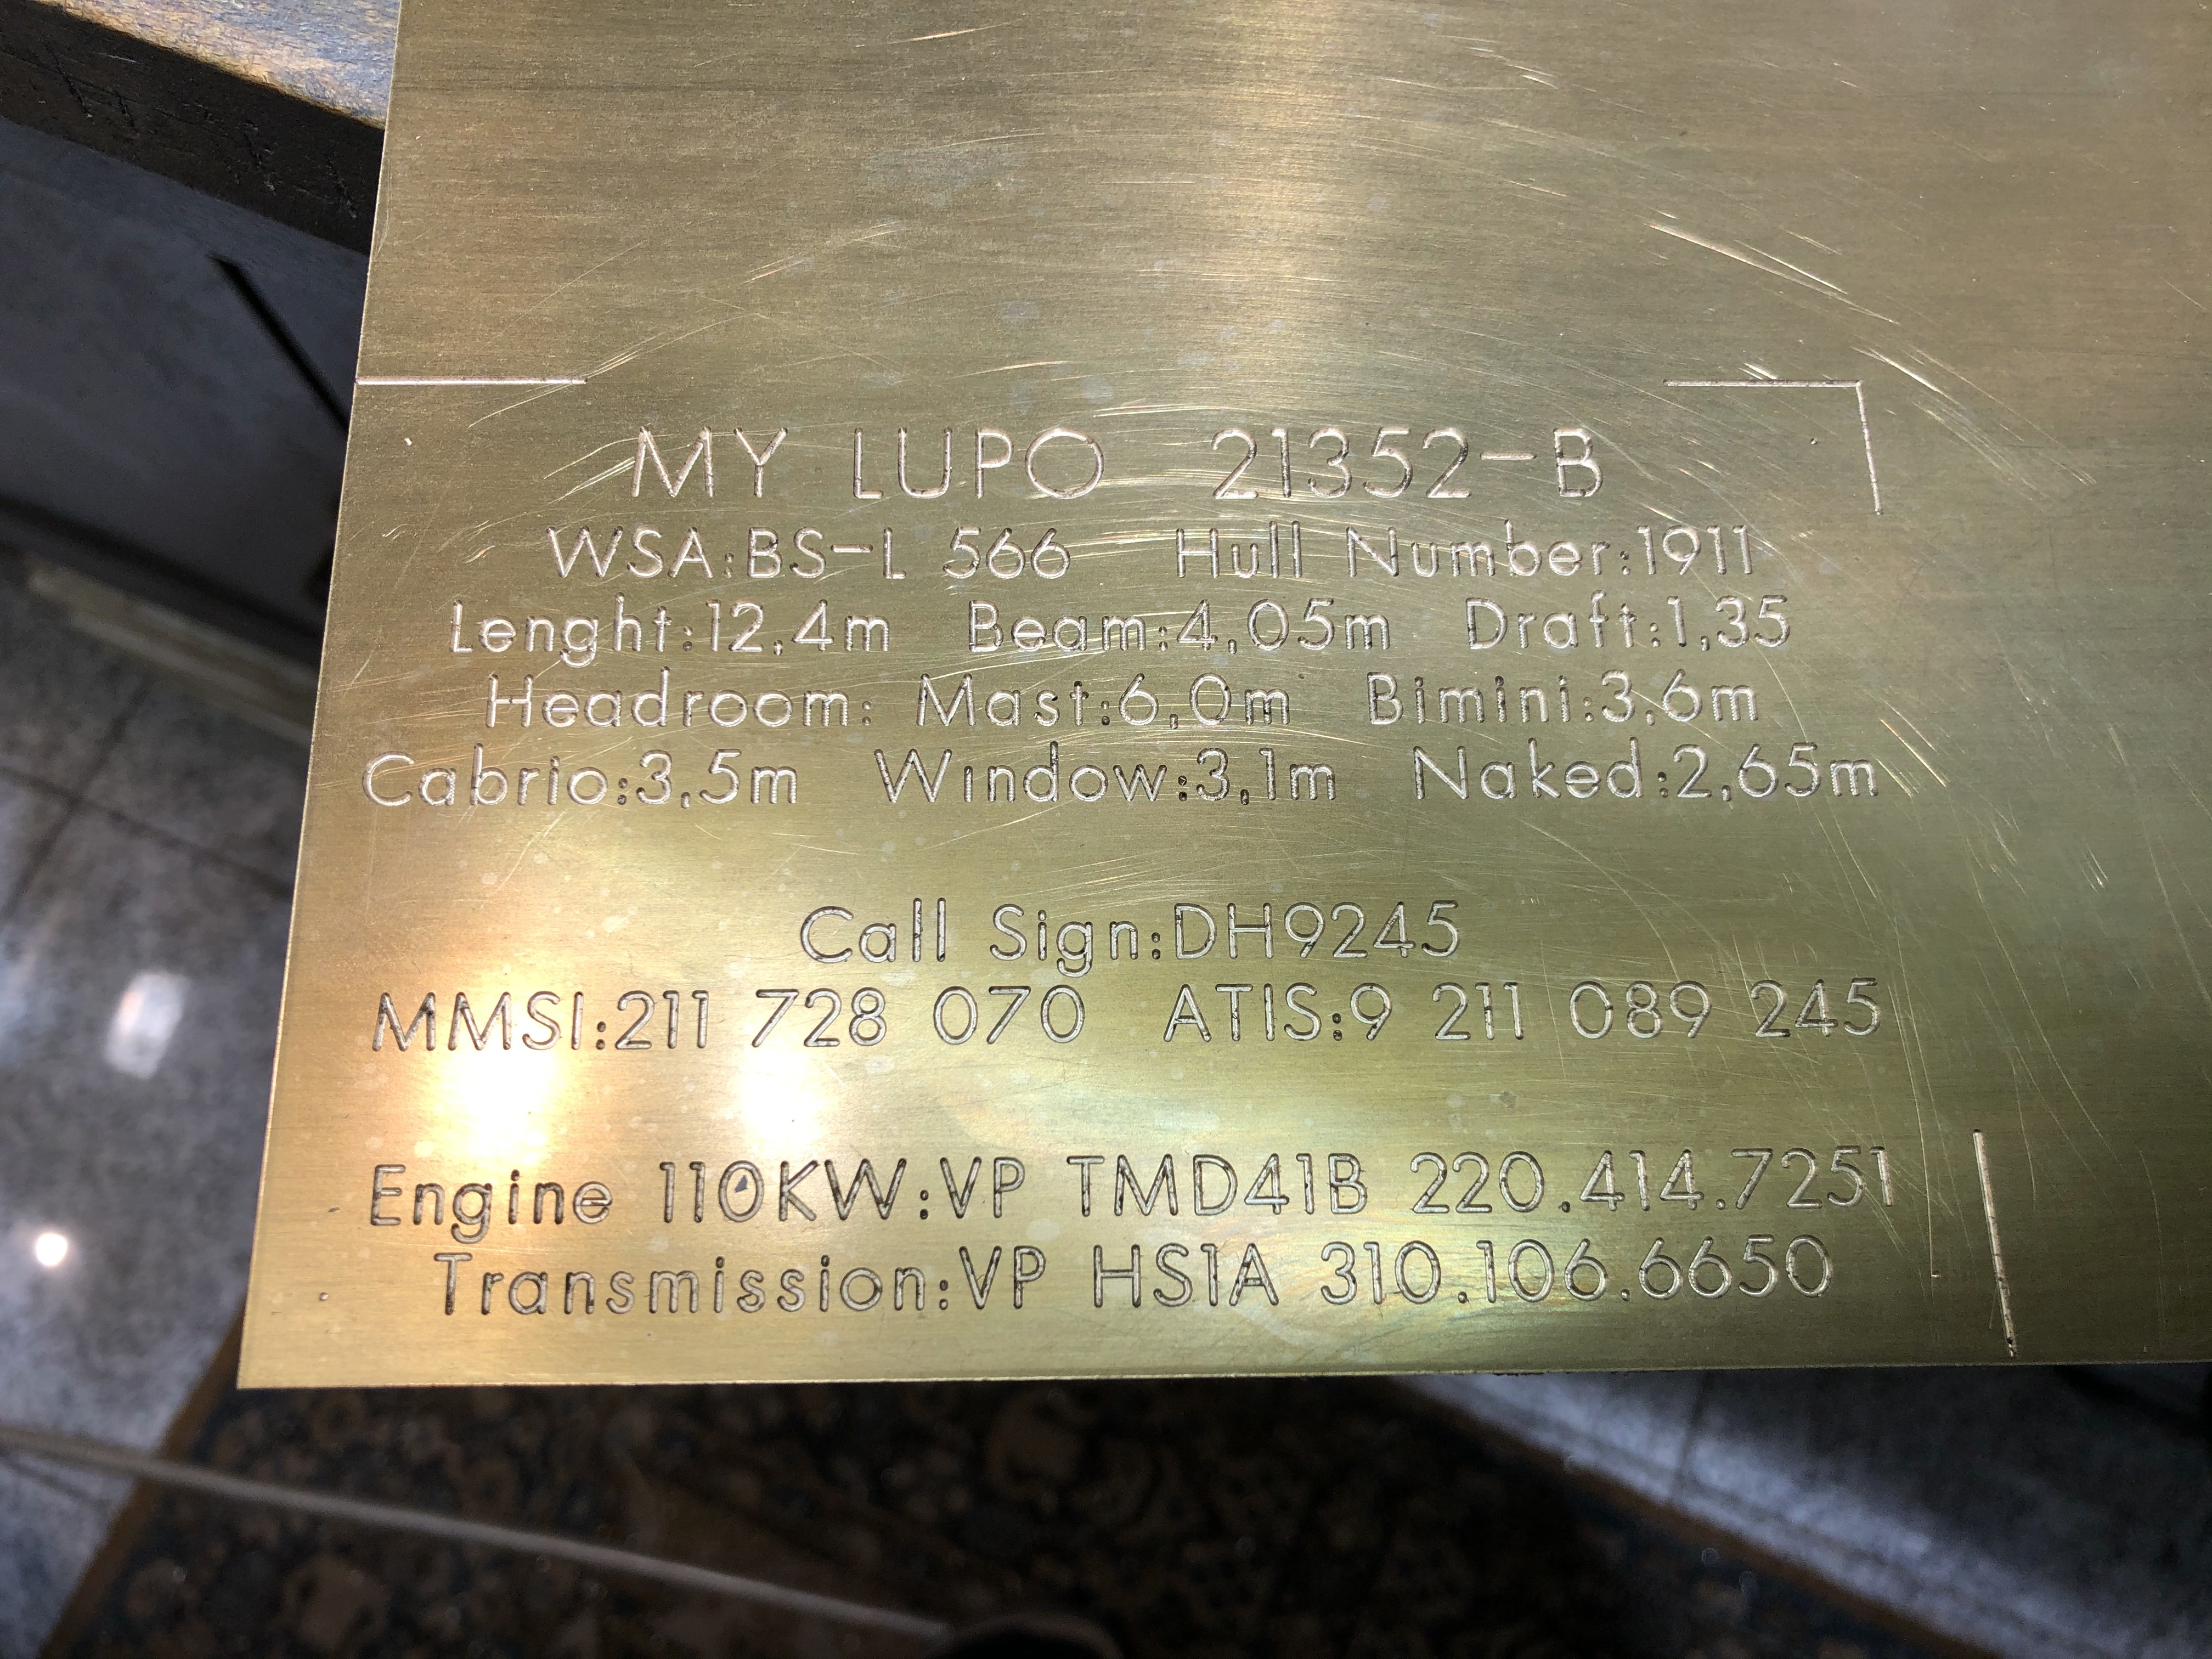 MY LUPO 21352-B
WSA:BS-L 566 Hull Number:1911
Lenght:12,4m Beam:4,05m Draft:1,35
Headroom: Mast:6,0m Bimini:3,6m
Cabrio:3,5m Window:3,1m Naked:2,65m
Call Sign:DH9245
MMSI:211 728 070 ATIS:9 211 089 245
Engine 110KW:VP TMD41B 220.414.7251
Transmission:VP HS1A 310.106.6650